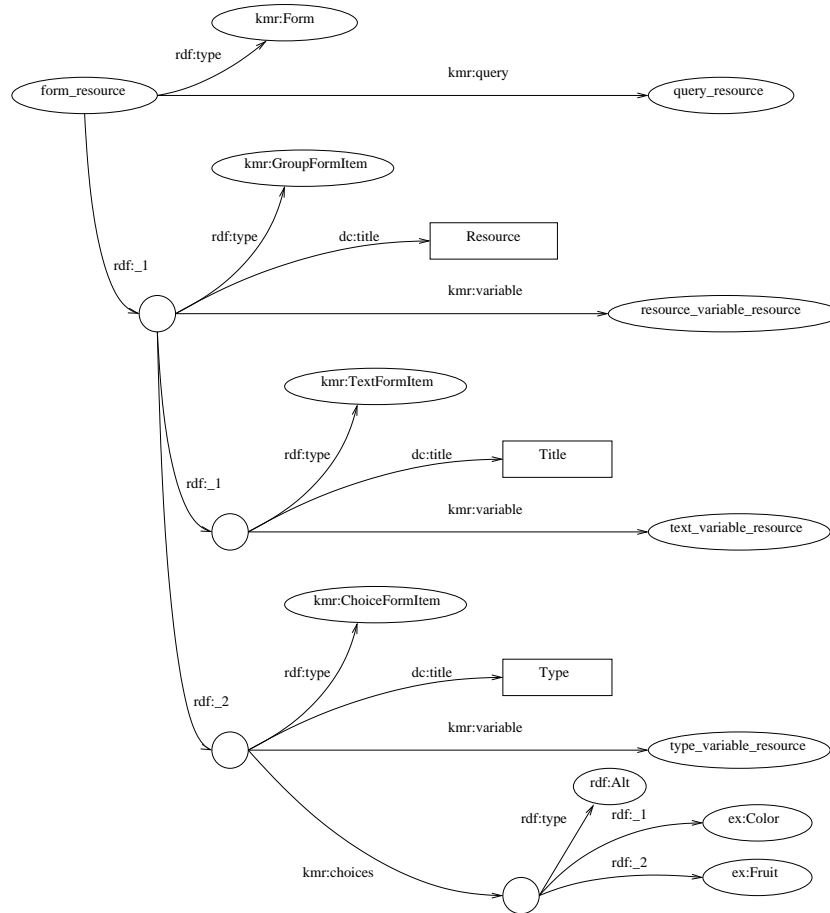 kmr:Form
rdf:type
kmr:query
form_resource
query_resource
kmr:GroupFormItem
rdf:type
dc:title
Resource
rdf:_1
kmr:variable
resource_variable_resource
kmr:TextFormItem
rdf:type
dc:title
Title
rdf:_1
kmr:variable
text_variable_resource
kmr:ChoiceFormItem
rdf:type
dc:title
Type
rdf:_2
kmr:variable
type_variable_resource
rdf:Alt
rdf:type
rdf:_1
ex:Color
kmr:choices
rdf:_2
ex:Fruit